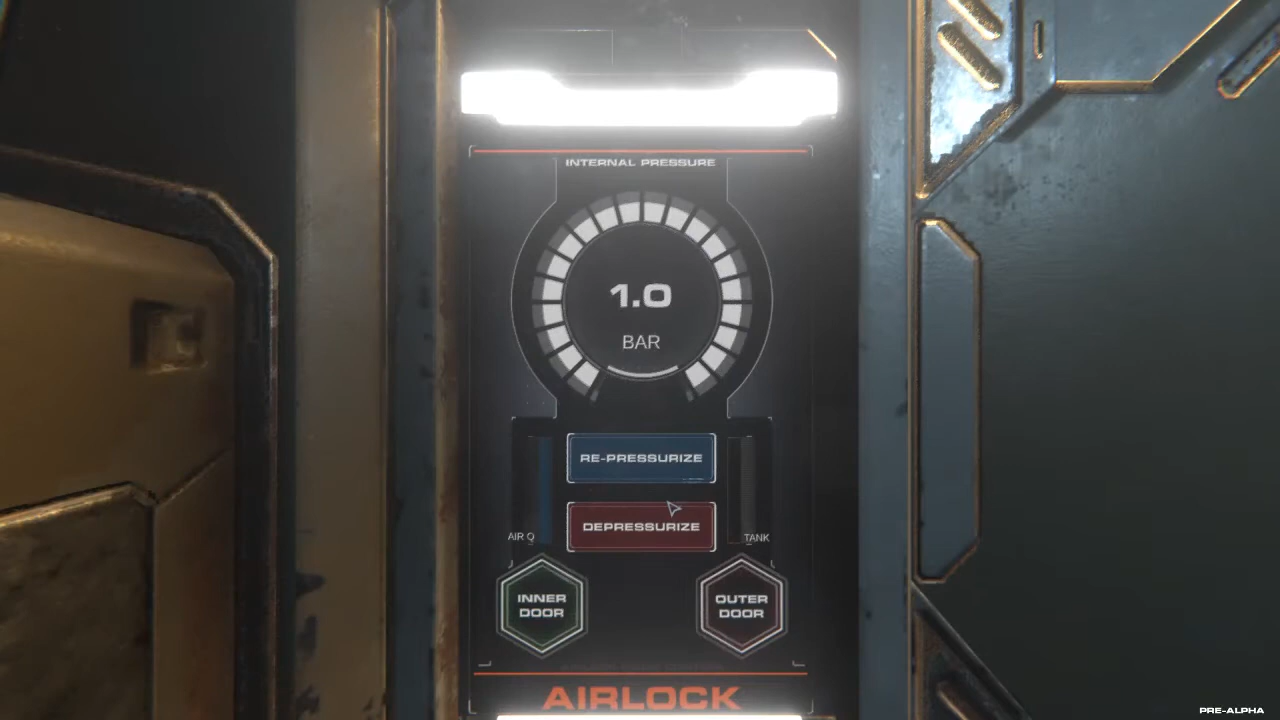 INTERNAL PRESSURE
1.0
BAR
RE-PRESSURIZE
DEPRESSURIZE
AIR Q
TANK
INNER
DOOR
OUTER
DOOR
AIRLOCK
PRE-ALPHA